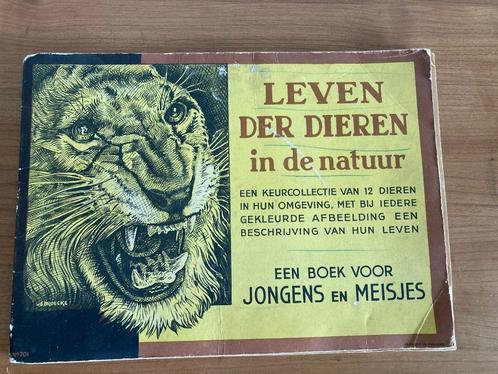 LEVEN
DER DIEREN
in de natuur
EEN KEURCOLLECTIE VAN 12 DIEREN
IN HUN OMGEVING, MET BIJ IEDERE
GEKLEURDE AFBEELDING EEN
BESCHRIJVING VAN HUN LEVEN
EEN BOEK VOOR
JONGENS EN MEISJES